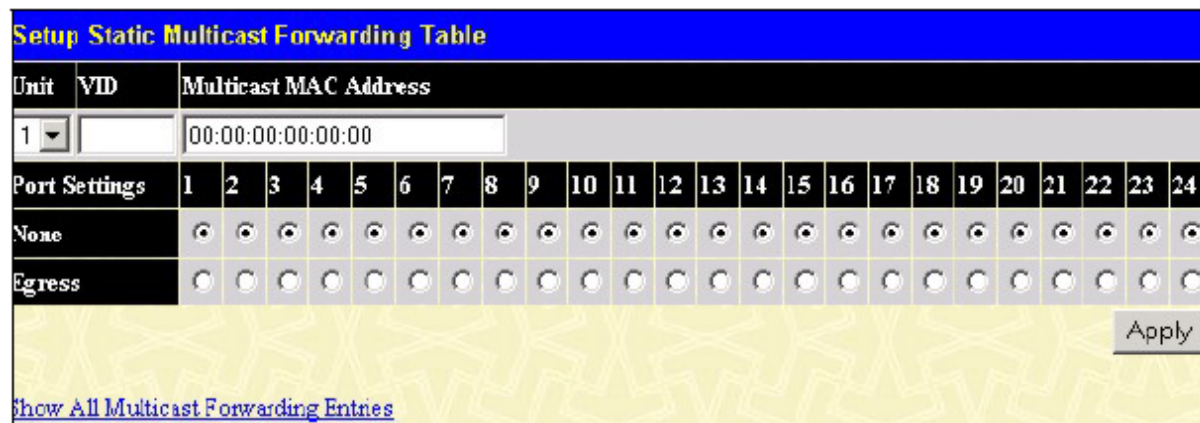 Setup Static Multicast Forwarding Table
Unit VID Multicast MAC Address
1 00:00:00:00:00:00
Port Settings 1 2 3 4 5 6 7 8 9 10 11 12 13 14 15 16 17 18 19 20 21 22 23 24
None
Egress
Apply
Show All Multicast Forwarding Entries